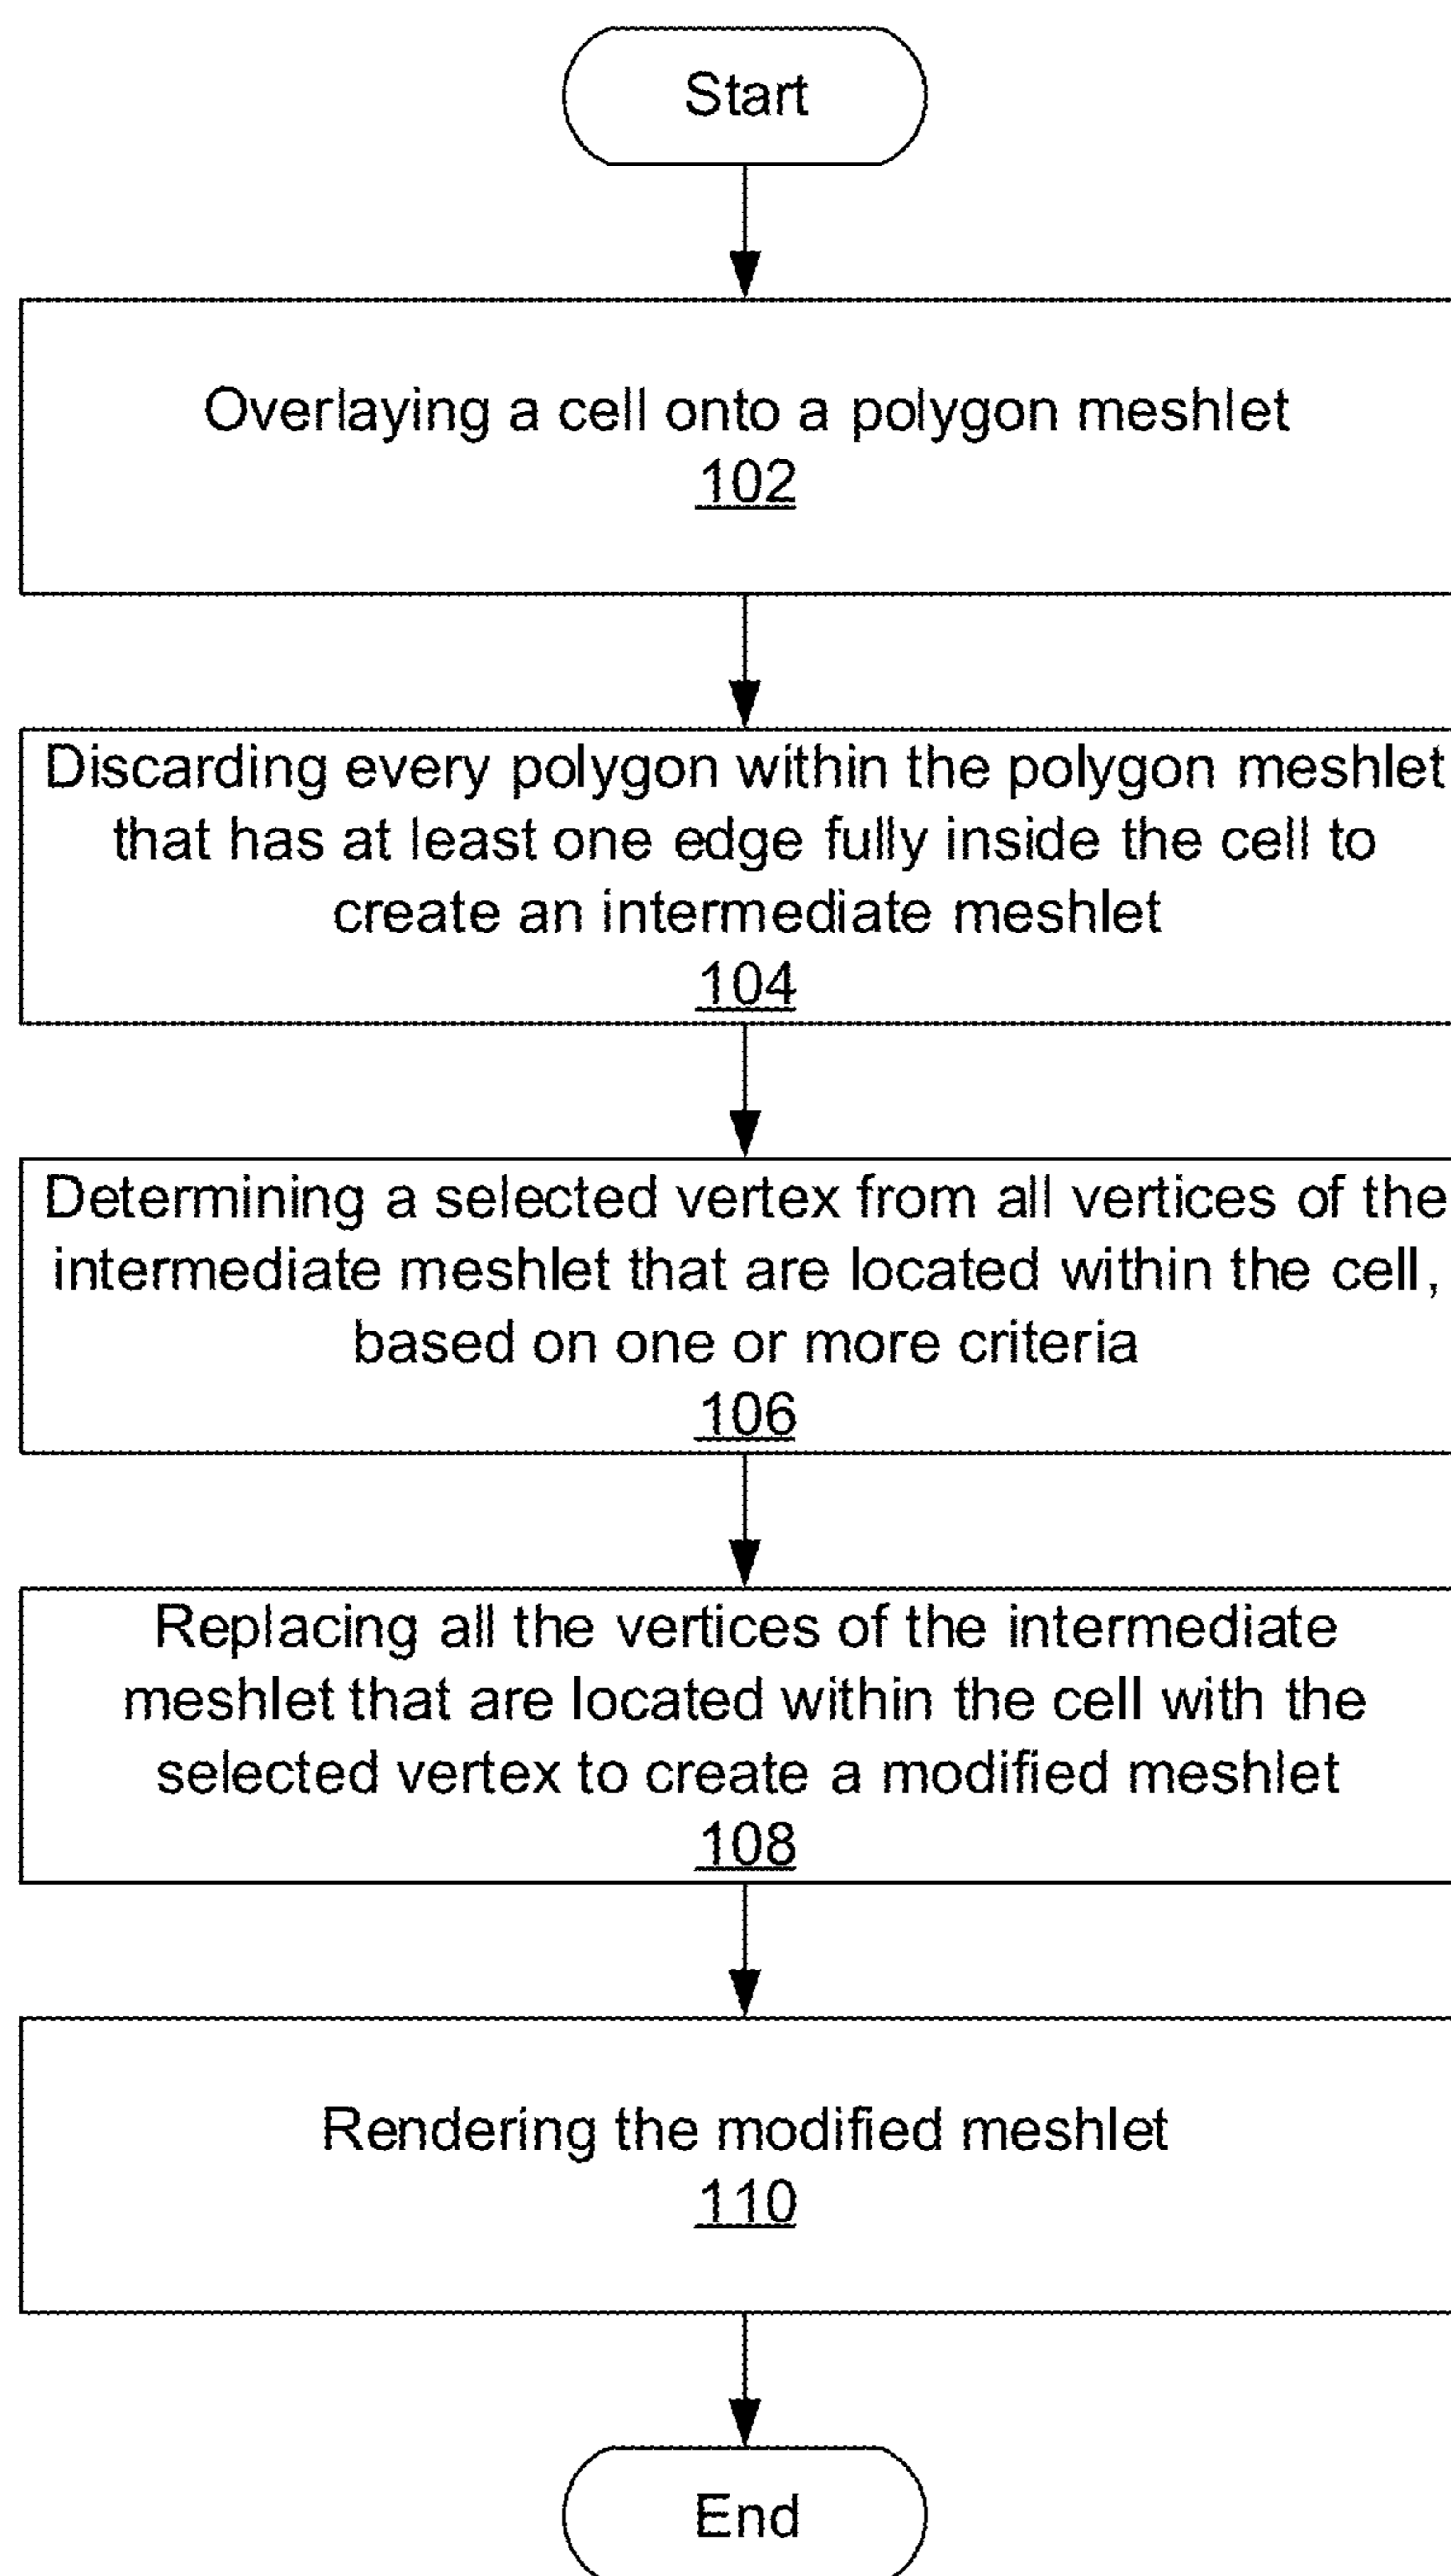 Start
Overlaying a cell onto a polygon meshlet
102
Discarding every polygon within the polygon meshlet
that has at least one edge fully inside the cell to
create an intermediate meshlet
104
Determining a selected vertex from all vertices of the
intermediate meshlet that are located within the cell,
based on one or more criteria
106
Replacing all the vertices of the intermediate
meshlet that are located within the cell with the
selected vertex to create a modified meshlet
108
Rendering the modified meshlet
110
End